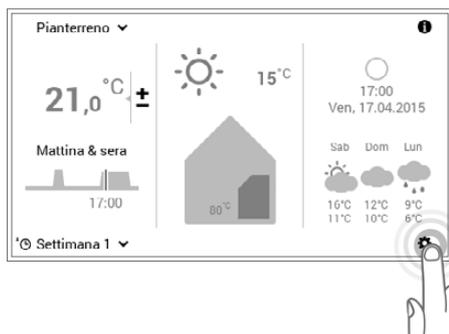 Pianterreno
21,0 °C
±
Mattina & sera
17:00
Settimana 1
15°C
80°C
17:00
Ven, 17.04.2015
Sab Dom Lun
16°C 12°C 9°C
11°C 10°C 6°C